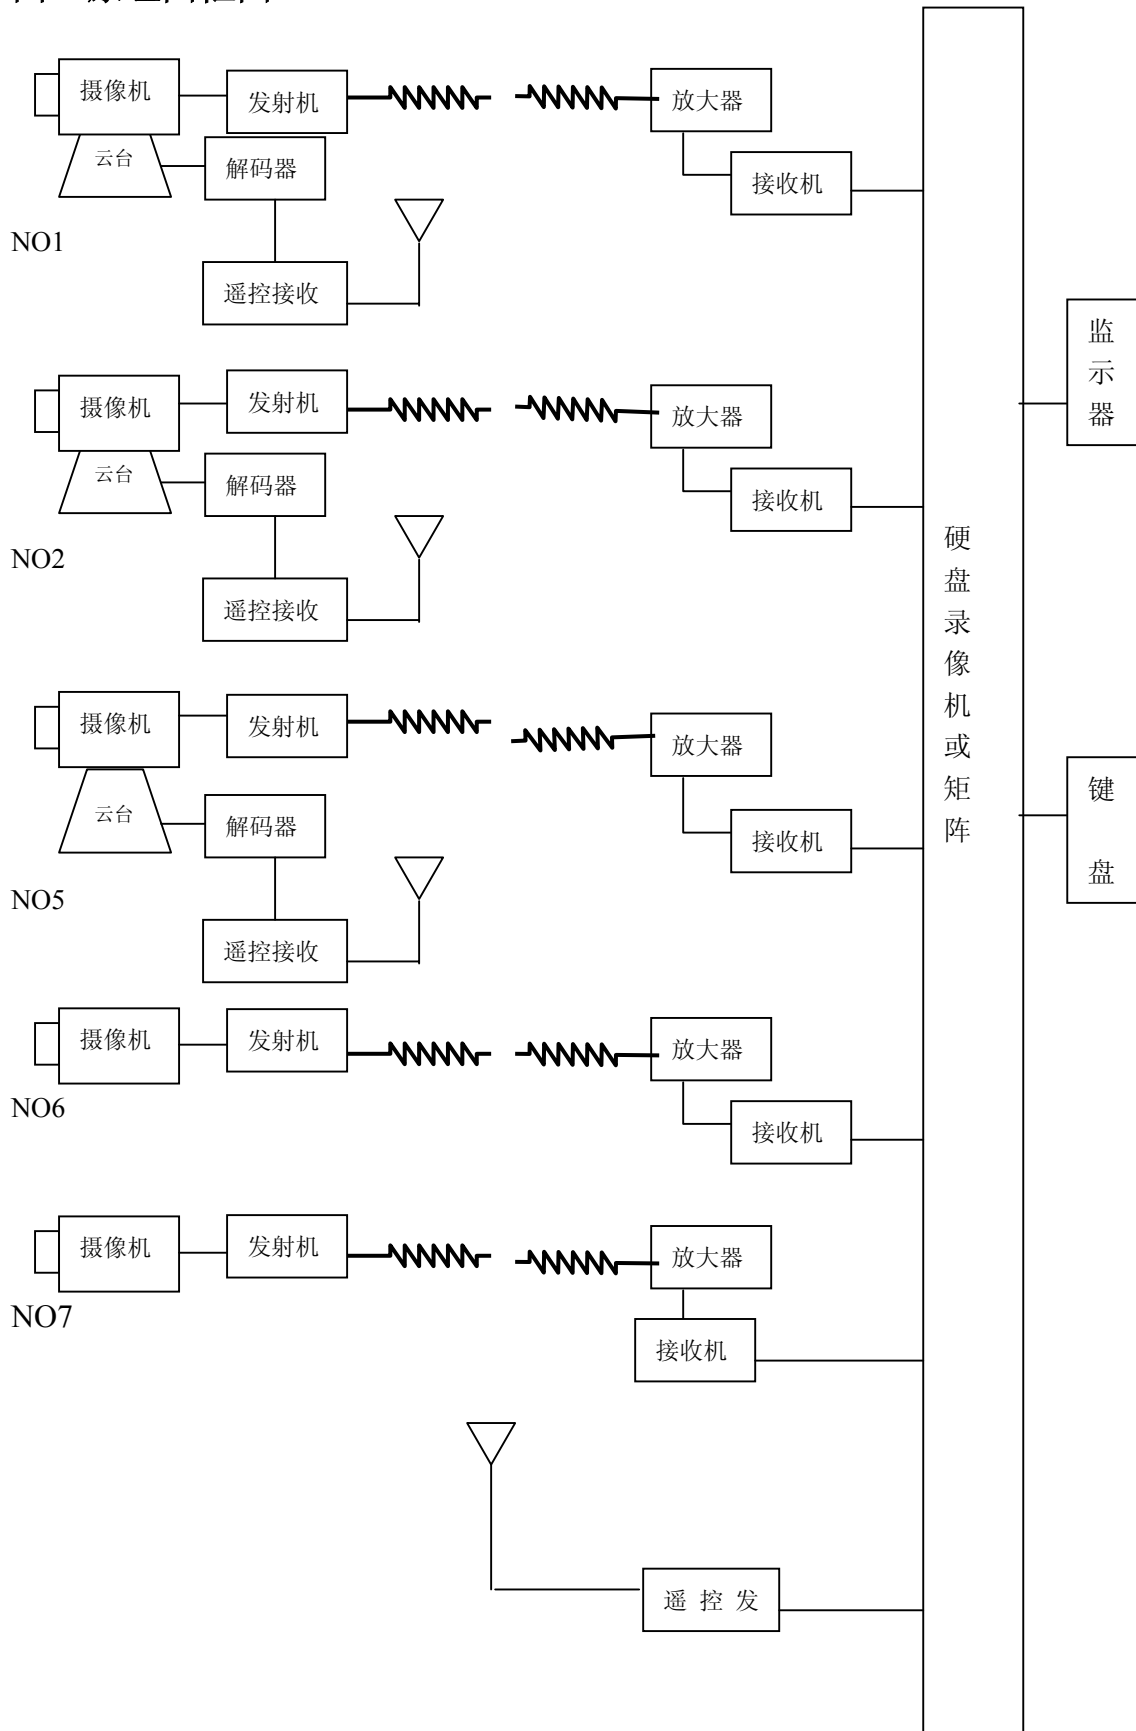 摄像机
发射机
放大器
云台
解码器
接收机
NO1
遥控接收
监示器
摄像机
发射机
放大器
云台
解码器
接收机
NO2
遥控接收
硬盘录像机或矩阵
摄像机
发射机
放大器
云台
解码器
接收机
键盘
NO5
遥控接收
摄像机
发射机
放大器
NO6
接收机
摄像机
发射机
放大器
NO7
接收机
遥 控 发